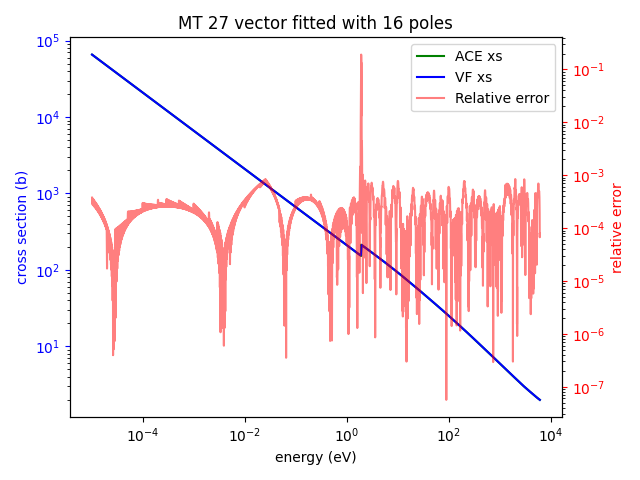 MT 27 vector fitted with 16 poles
ACE xs
VF xs
Relative error
cross section (b)
10^5
10^4
10^3
10^2
10^1
10^-1
10^-2
10^-3
10^-4
10^-5
10^-6
10^-7
relative error
10^-4 10^-2 10^0 10^2 10^4
energy (eV)